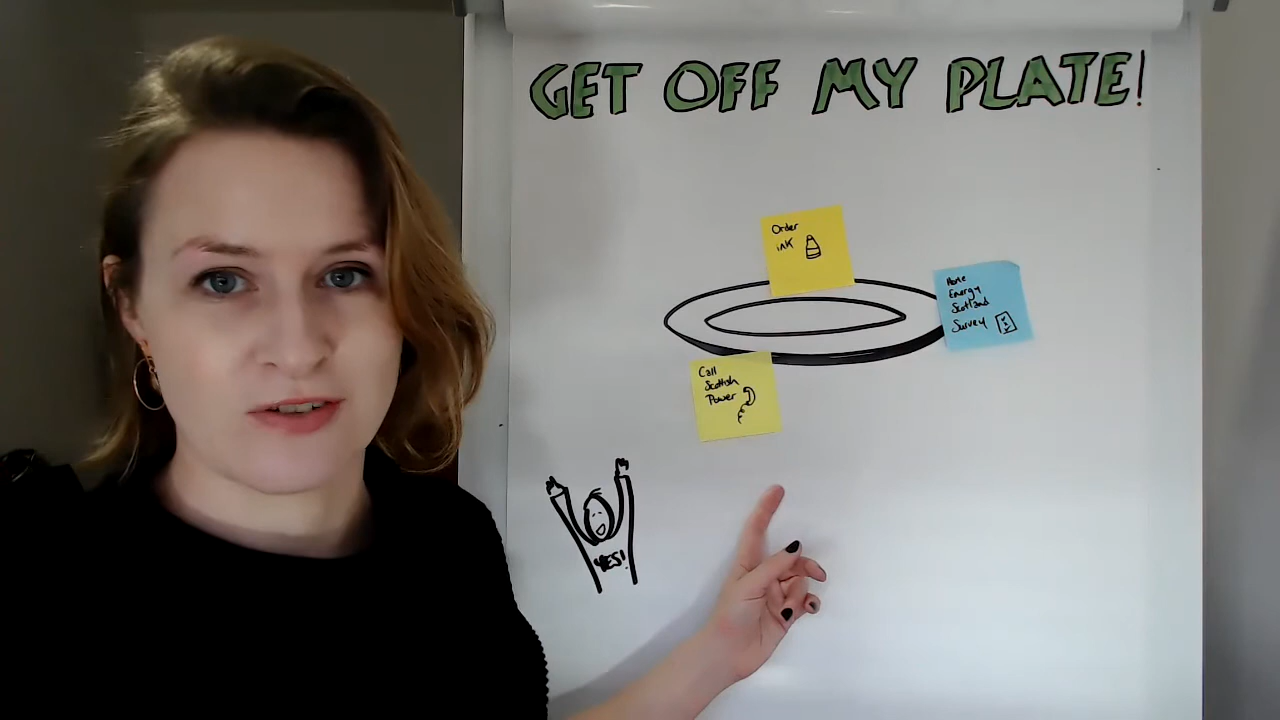 GET OFF MY PLATE!
Order
ink
Home
Energy
Scotland
Survey
Call
Scottish
Power
YES!